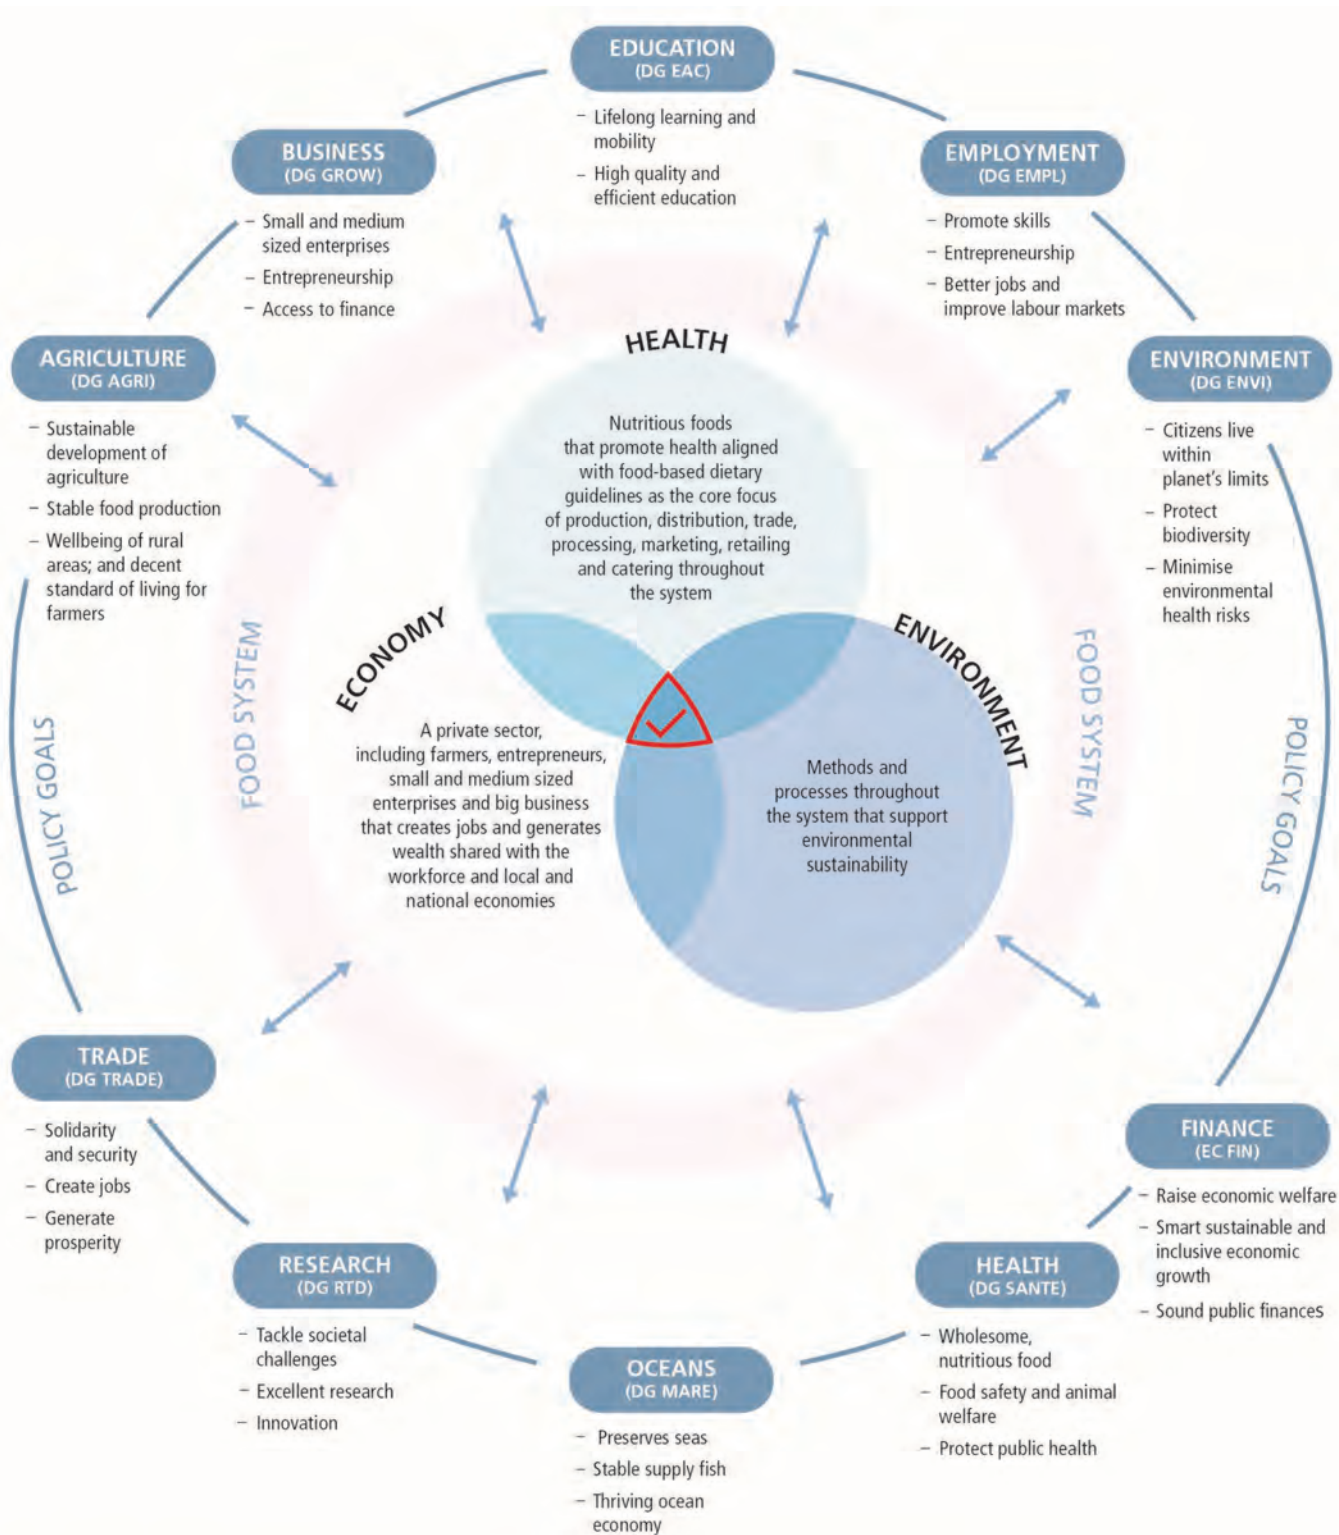 EDUCATION
(DG EAC)
– Lifelong learning and
mobility
– High quality and
efficient education
BUSINESS
(DG GROW)
– Small and medium
sized enterprises
– Entrepreneurship
– Access to finance
EMPLOYMENT
(DG EMPL)
– Promote skills
– Entrepreneurship
– Better jobs and
improve labour markets
AGRICULTURE
(DG AGRI)
– Sustainable
development of
agriculture
– Stable food production
– Wellbeing of rural
areas; and decent
standard of living for
farmers
ENVIRONMENT
(DG ENVI)
– Citizens live
within
planet's limits
– Protect
biodiversity
– Minimise
environmental
health risks
HEALTH
Nutritious foods
that promote health aligned
with food-based dietary
guidelines as the core focus
of production, distribution, trade,
processing, marketing, retailing
and catering throughout
the system
ECONOMY
A private sector,
including farmers, entrepreneurs,
small and medium sized
enterprises and big business
that creates jobs and generates
wealth shared with the
workforce and local and
national economies
ENVIRONMENT
Methods and
processes throughout
the system that support
environmental
sustainability
FOOD SYSTEM
FOOD SYSTEM
POLICY GOALS
POLICY GOALS
TRADE
(DG TRADE)
– Solidarity
and security
– Create jobs
– Generate
prosperity
FINANCE
(EC FIN)
– Raise economic welfare
– Smart sustainable and
inclusive economic
growth
– Sound public finances
RESEARCH
(DG RTD)
– Tackle societal
challenges
– Excellent research
– Innovation
HEALTH
(DG SANTE)
– Wholesome,
nutritious food
– Food safety and animal
welfare
– Protect public health
OCEANS
(DG MARE)
– Preserves seas
– Stable supply fish
– Thriving ocean
economy